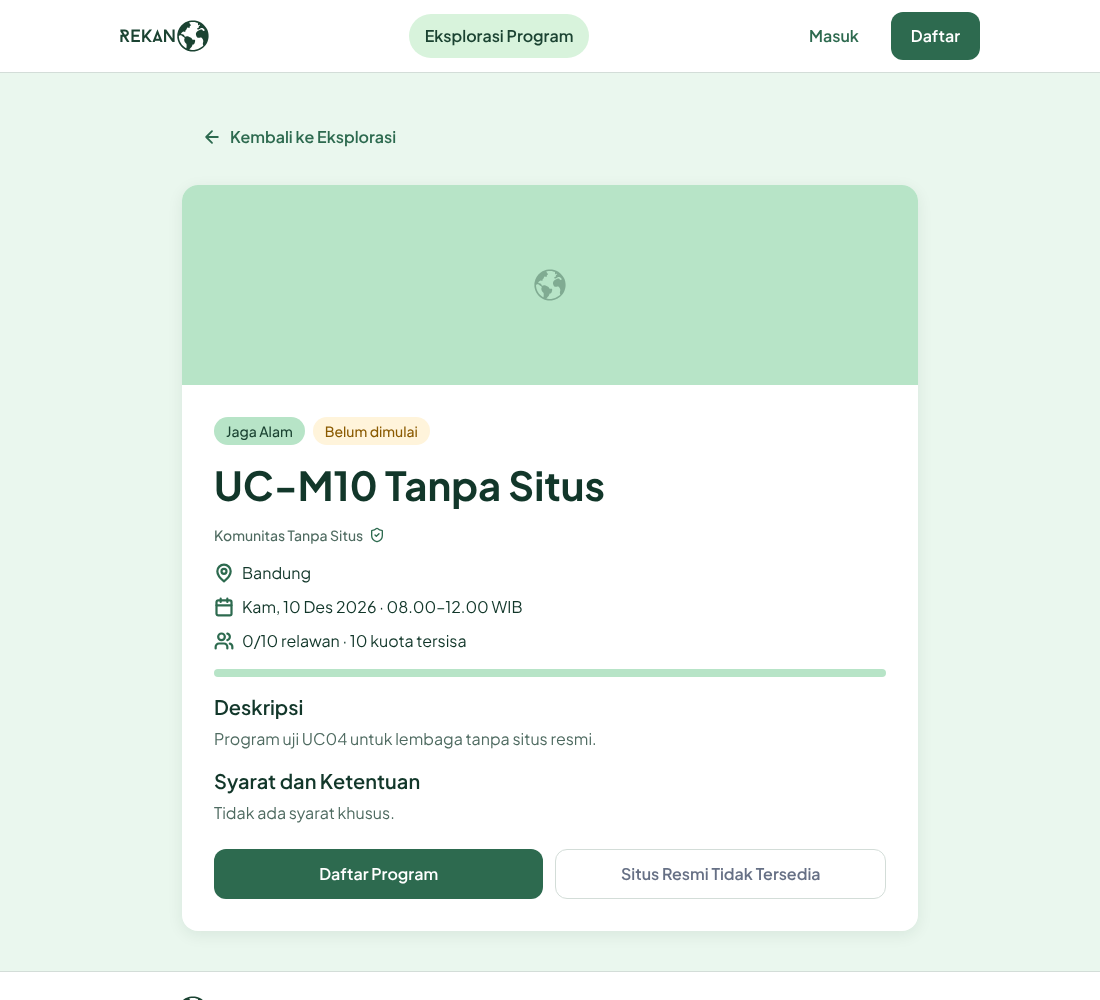 REKAN
Eksplorasi Program
Masuk
Daftar
Kembali ke Eksplorasi
Jaga Alam
Belum dimulai
UC-M10 Tanpa Situs
Komunitas Tanpa Situs
Bandung
Kam, 10 Des 2026 · 08.00–12.00 WIB
0/10 relawan · 10 kuota tersisa
Deskripsi
Program uji UC04 untuk lembaga tanpa situs resmi.
Syarat dan Ketentuan
Tidak ada syarat khusus.
Daftar Program
Situs Resmi Tidak Tersedia